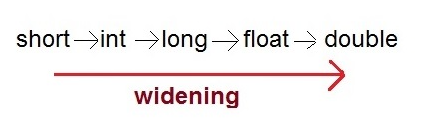 short→int →long→float→ double
widening